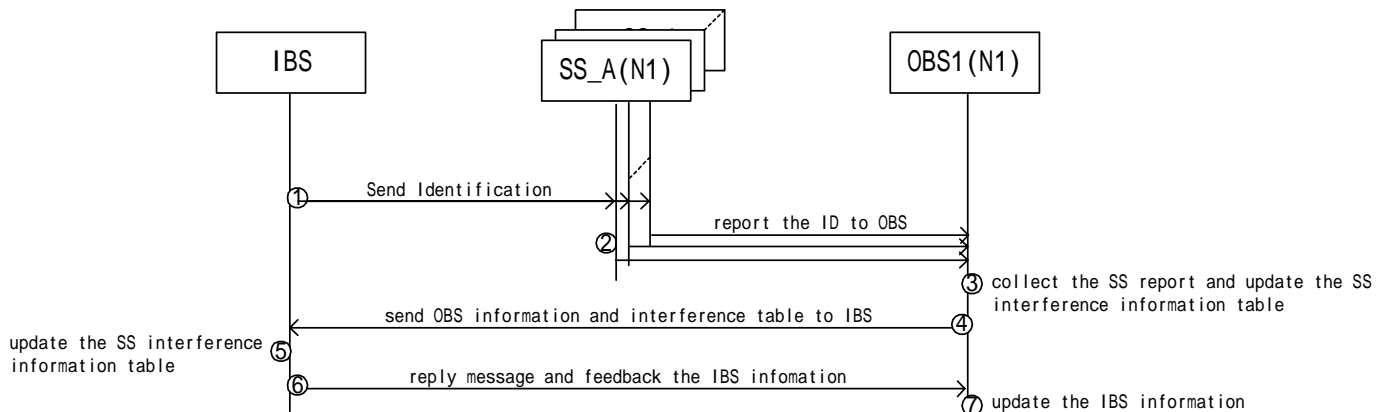 IBS
SS_A(N1)
OBS1(N1)
① Send Identification
report the ID to OBS
②
③ collect the SS report and update the SS
interference information table
send OBS information and interference table to IBS ④
update the SS interference
information table ⑤
⑥ reply message and feedback the IBS infomation
⑦ update the IBS information